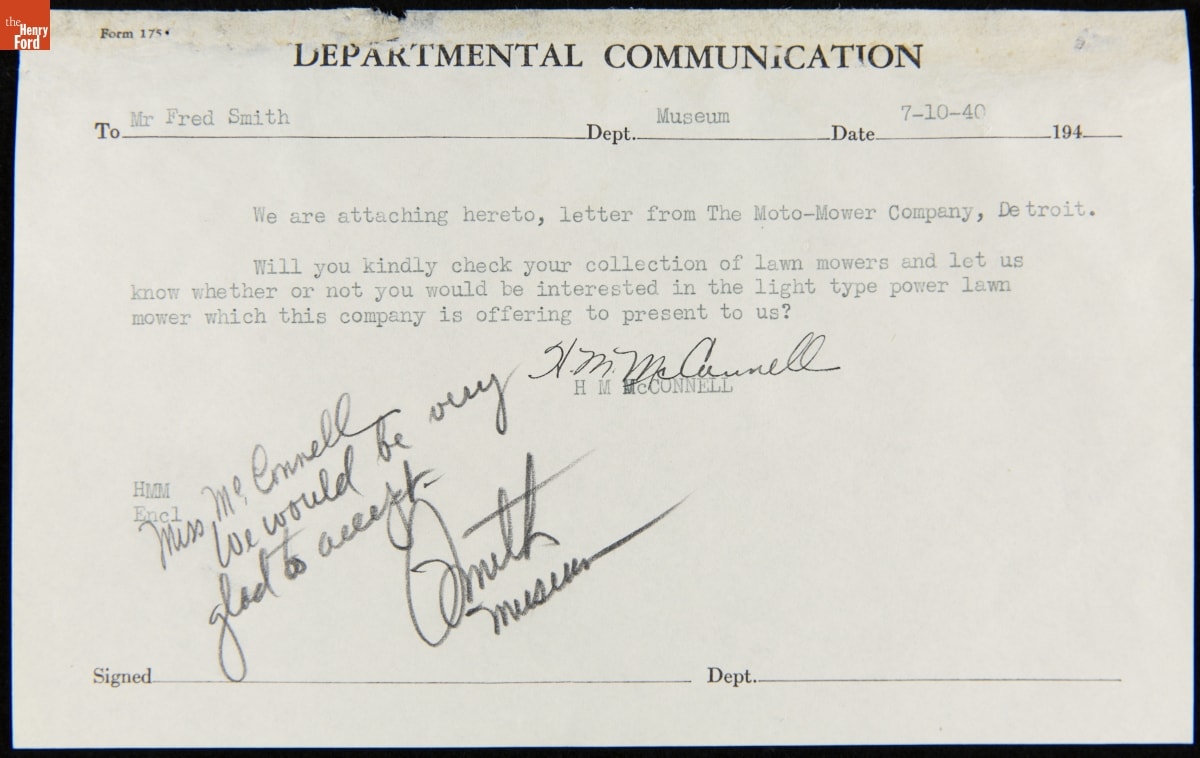 the
Henry
Ford
Form 175
DEPARTMENTAL COMMUNICATION
To Mr Fred Smith Dept. Museum Date 7-10-40 194
We are attaching hereto, letter from The Moto-Mower Company, Detroit.
Will you kindly check your collection of lawn mowers and let us
know whether or not you would be interested in the light type power lawn
mower which this company is offering to present to us?
H. M. McConnell
H M McCONNELL
HMM
Encl
Miss McConnell
We would be very
glad to accept-
Smith
Museum
Signed Dept.